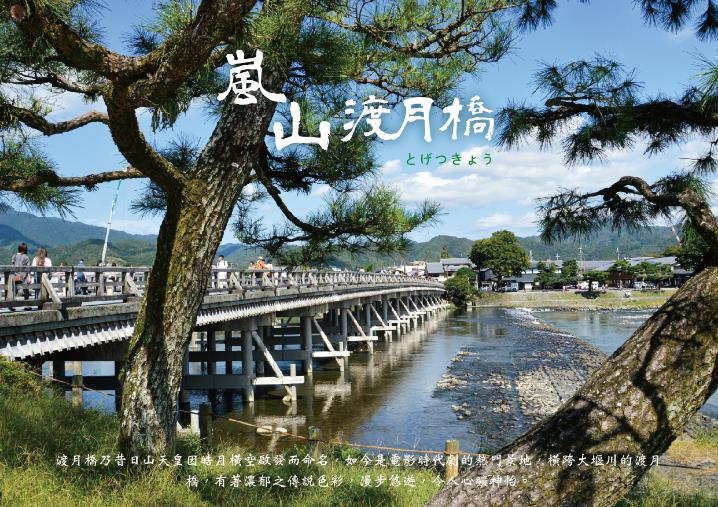 嵐山渡月橋
とげつきょう
渡月橋乃昔日山天皇因皓月橫空啟發而命名，如今是電影時代劇的熱門景地，橫跨大堰川的渡月
橋，有著濃郁之傳說色彩，漫步悠遊，令人心曠神怡。